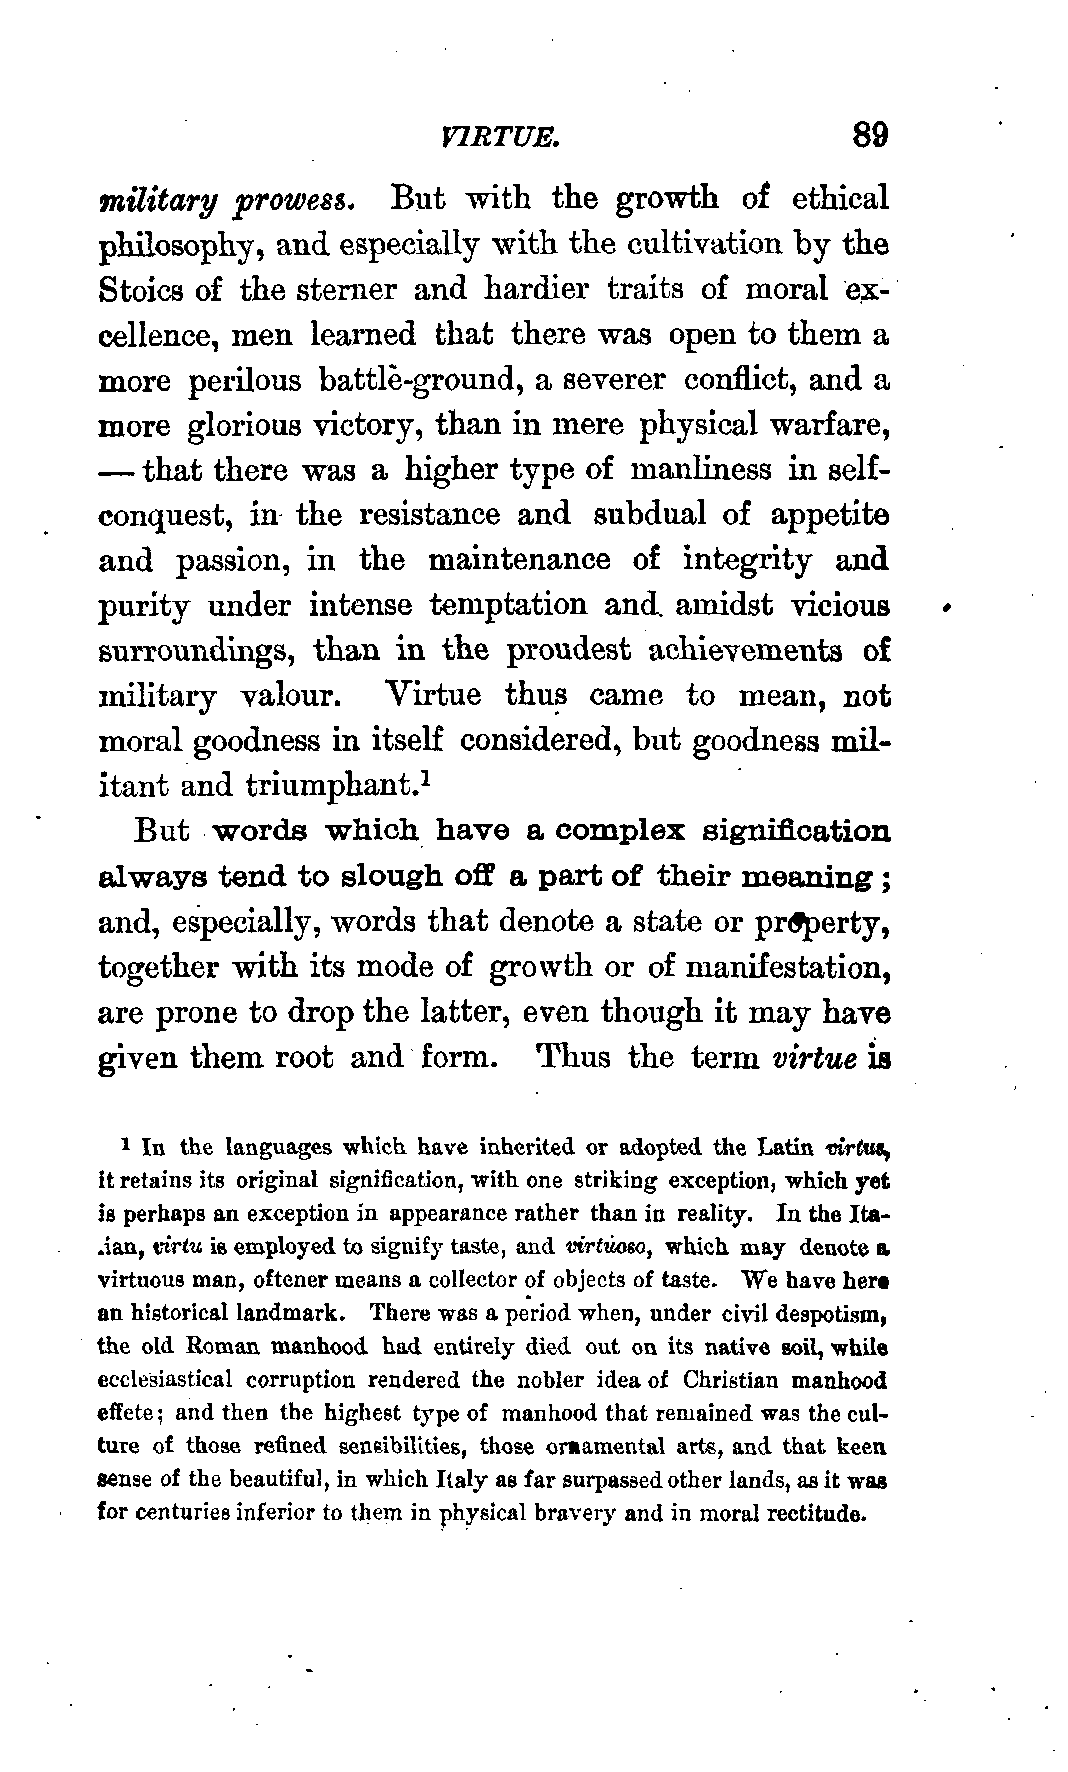 VIRTUE. 89
military prowess. But with the growth of ethical
philosophy, and especially with the cultivation by the
Stoics of the sterner and hardier traits of moral ex-
cellence, men learned that there was open to them a
more perilous battle-ground, a severer conflict, and a
more glorious victory, than in mere physical warfare,
— that there was a higher type of manliness in self-
conquest, in the resistance and subdual of appetite
and passion, in the maintenance of integrity and
purity under intense temptation and amidst vicious
surroundings, than in the proudest achievements of
military valour. Virtue thus came to mean, not
moral goodness in itself considered, but goodness mil-
itant and triumphant.¹
But words which have a complex signification
always tend to slough off a part of their meaning;
and, especially, words that denote a state or property,
together with its mode of growth or of manifestation,
are prone to drop the latter, even though it may have
given them root and form. Thus the term virtue is
¹ In the languages which have inherited or adopted the Latin virtus,
it retains its original signification, with one striking exception, which yet
is perhaps an exception in appearance rather than in reality. In the Ita-
lian, virtu is employed to signify taste, and virtuoso, which may denote a
virtuous man, oftener means a collector of objects of taste. We have here
an historical landmark. There was a period when, under civil despotism,
the old Roman manhood had entirely died out on its native soil, while
ecclesiastical corruption rendered the nobler idea of Christian manhood
effete; and then the highest type of manhood that remained was the cul-
ture of those refined sensibilities, those ornamental arts, and that keen
sense of the beautiful, in which Italy as far surpassed other lands, as it was
for centuries inferior to them in physical bravery and in moral rectitude.